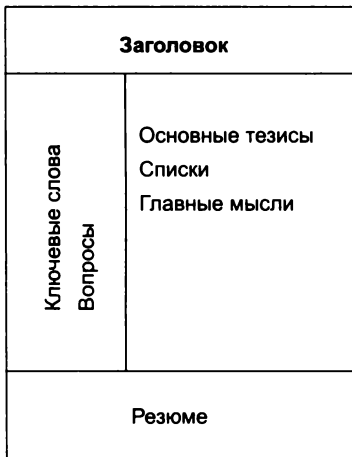 Заголовок
Ключевые слова
Вопросы
Основные тезисы
Списки
Главные мысли
Резюме